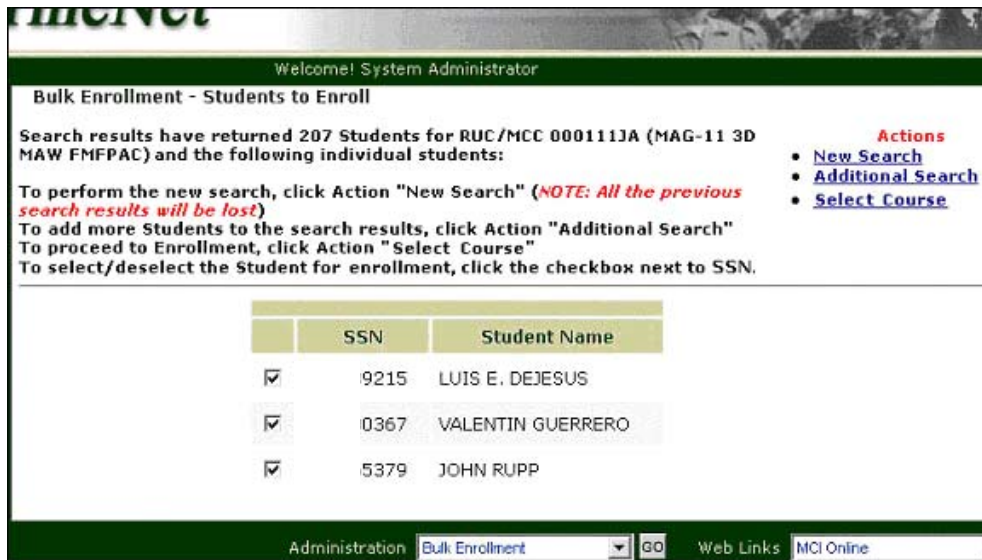 Welcome! System Administrator
Bulk Enrollment - Students to Enroll
Search results have returned 207 Students for RUC/MCC 000111JA (MAG-11 3D
MAW FMFPAC) and the following individual students:
To perform the new search, click Action "New Search" (NOTE: All the previous
search results will be lost)
To add more Students to the search results, click Action "Additional Search"
To proceed to Enrollment, click Action "Select Course"
To select/deselect the Student for enrollment, click the checkbox next to SSN.
Actions
New Search
Additional Search
Select Course
SSN Student Name
9215 LUIS E. DEJESUS
0367 VALENTIN GUERRERO
5379 JOHN RUPP
Administration Bulk Enrollment GO Web Links MCI Online